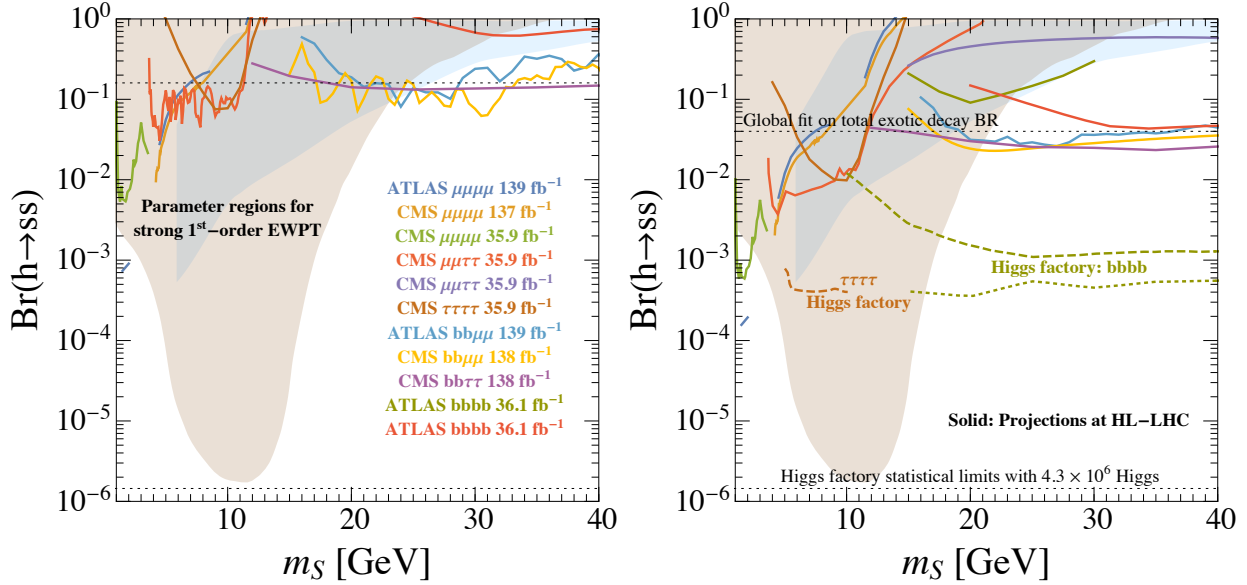 10⁰
10⁻¹
10⁻²
10⁻³
10⁻⁴
10⁻⁵
10⁻⁶
Br(h→ss)
Parameter regions for
strong 1ˢᵗ−order EWPT
ATLAS μμμμ 139 fb⁻¹
CMS μμμμ 137 fb⁻¹
CMS μμμμ 35.9 fb⁻¹
CMS μμττ 35.9 fb⁻¹
CMS μμττ 35.9 fb⁻¹
CMS ττττ 35.9 fb⁻¹
ATLAS bbμμ 139 fb⁻¹
CMS bbμμ 138 fb⁻¹
CMS bbττ 138 fb⁻¹
ATLAS bbbb 36.1 fb⁻¹
ATLAS bbbb 36.1 fb⁻¹
10 20 30 40
m_S [GeV]
10⁰
10⁻¹
10⁻²
10⁻³
10⁻⁴
10⁻⁵
10⁻⁶
Br(h→ss)
Global fit on total exotic decay BR
Higgs factory: bbbb
ττττ
Higgs factory
Solid: Projections at HL−LHC
Higgs factory statistical limits with 4.3 × 10⁶ Higgs
10 20 30 40
m_S [GeV]